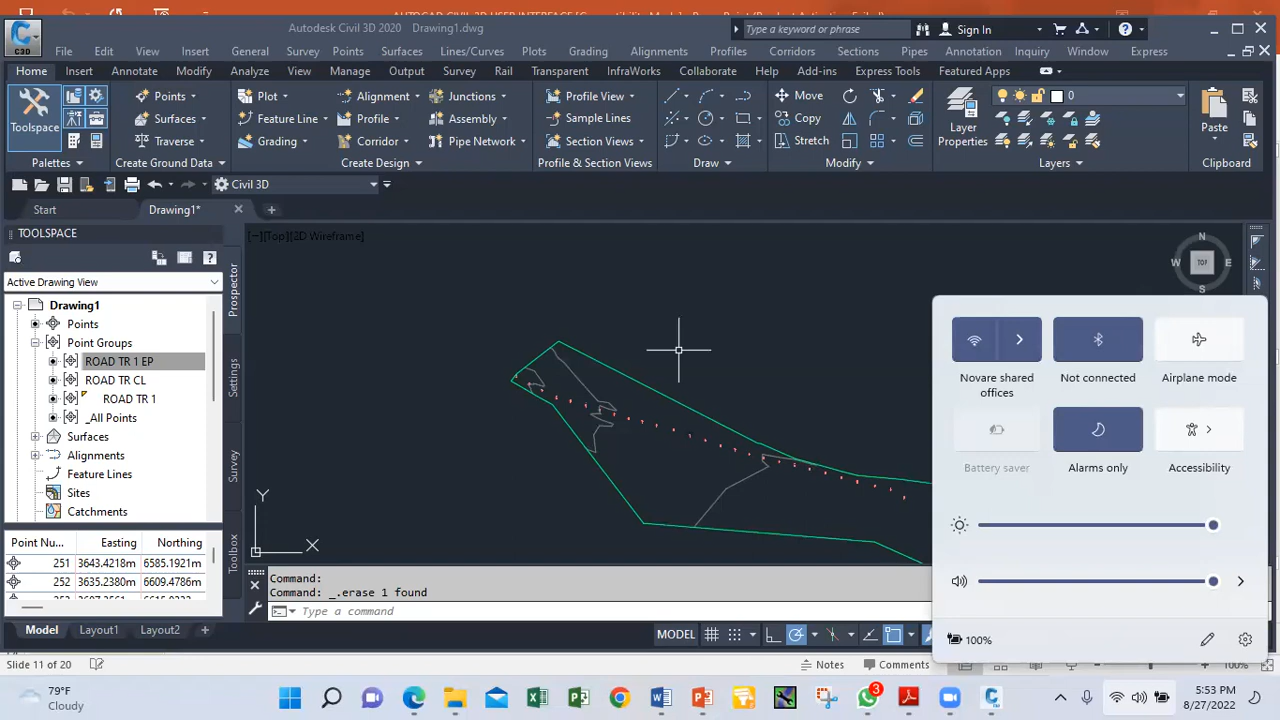 Autodesk Civil 3D 2020 Drawing1.dwg
Type a keyword or phrase
Sign In
C3D
File Edit View Insert General Survey Points Surfaces Lines/Curves Plots Grading Alignments Profiles Corridors Sections Pipes Annotation Inquiry Window Express
Home Insert Annotate Modify Analyze View Manage Output Survey Rail Transparent InfraWorks Collaborate Help Add-ins Express Tools Featured Apps
Toolspace
Points Plot Alignment Junctions Profile View Move 0
Surfaces Feature Line Profile Assembly Sample Lines Copy Layer Properties Paste
Traverse Grading Corridor Pipe Network Section Views Stretch
Palettes Create Ground Data Create Design Profile & Section Views Draw Modify Layers Clipboard
Civil 3D
Start Drawing1*
TOOLSPACE
[−][Top][2D Wireframe]
Active Drawing View
Drawing1
Points
Point Groups
ROAD TR 1 EP
ROAD TR CL
ROAD TR 1
_All Points
Surfaces
Alignments
Feature Lines
Sites
Catchments
Prospector
Settings
Survey
Toolbox
Point Nu... Easting Northing
251 3643.4218m 6585.1921m
252 3635.2380m 6609.4786m
N
W TOP E
S
Y
X
Novare shared offices
Not connected
Airplane mode
Battery saver
Alarms only
Accessibility
100%
Command:
Command: _.erase 1 found
Type a command
Model Layout1 Layout2 +
MODEL
Slide 11 of 20
Notes
Comments
100%
79°F
Cloudy
3
5:53 PM
8/27/2022